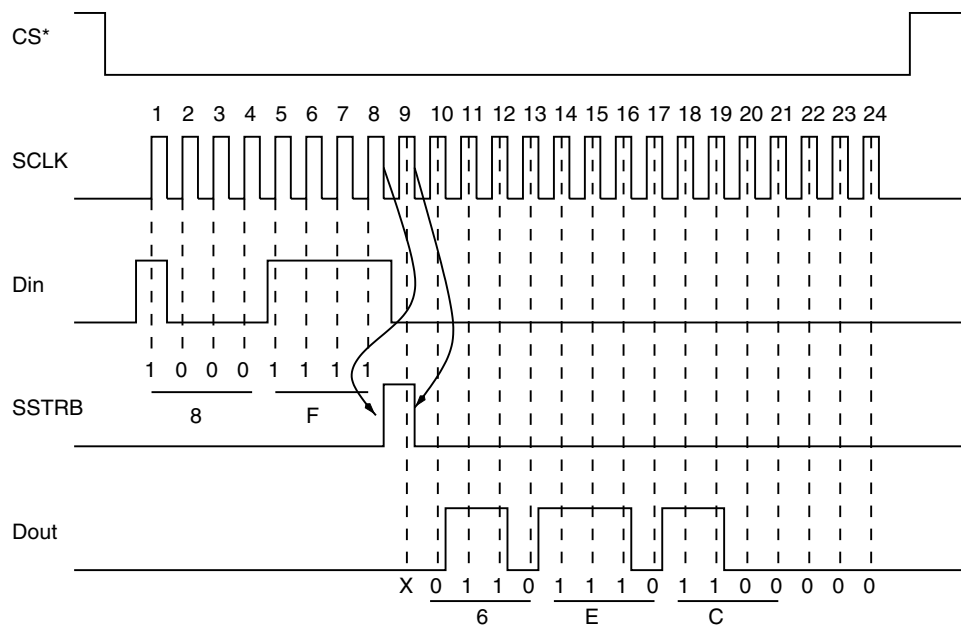 CS*
1 2 3 4 5 6 7 8 9 10 11 12 13 14 15 16 17 18 19 20 21 22 23 24
SCLK
Din
1 0 0 0 1 1 1 1
8 F
SSTRB
Dout
X 0 1 1 0 1 1 1 0 1 1 0 0 0 0 0
6 E C